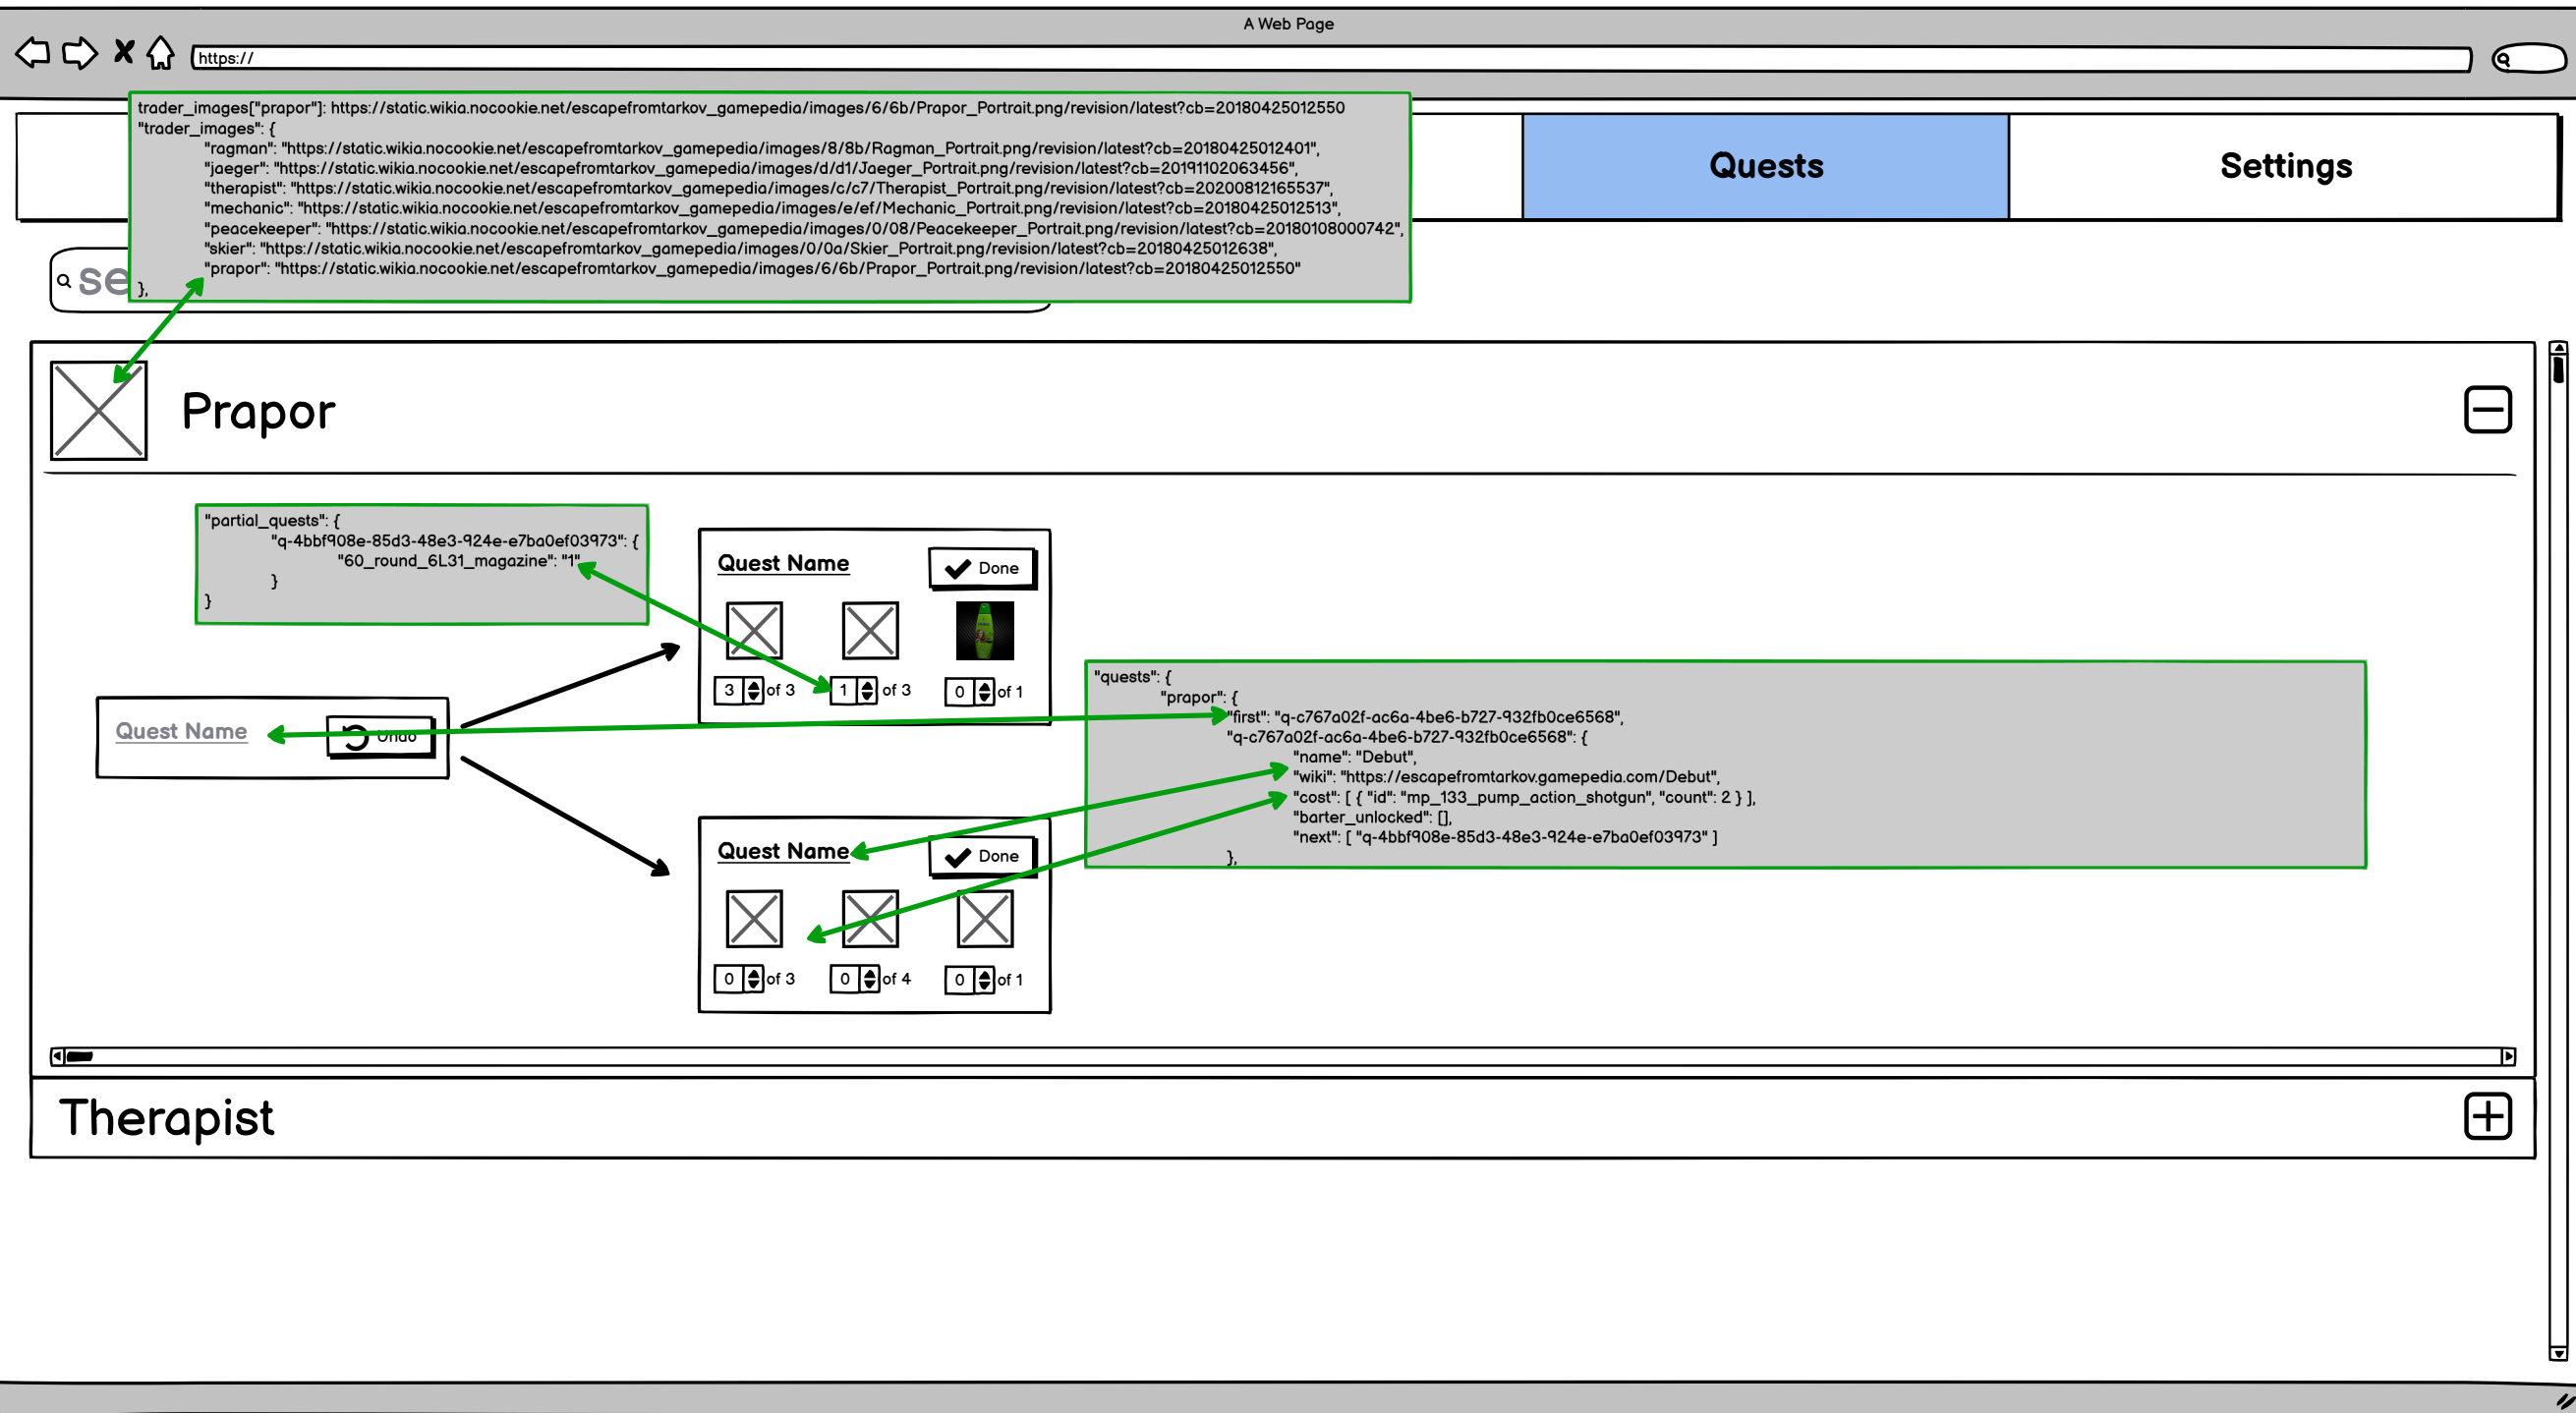 A Web Page
https://
trader_images["prapor"]: https://static.wikia.nocookie.net/escapefromtarkov_gamepedia/images/6/6b/Prapor_Portrait.png/revision/latest?cb=20180425012550
"trader_images": {
"ragman": "https://static.wikia.nocookie.net/escapefromtarkov_gamepedia/images/8/8b/Ragman_Portrait.png/revision/latest?cb=20180425012401",
"jaeger": "https://static.wikia.nocookie.net/escapefromtarkov_gamepedia/images/d/d1/Jaeger_Portrait.png/revision/latest?cb=20191102063456",
"therapist": "https://static.wikia.nocookie.net/escapefromtarkov_gamepedia/images/c/c7/Therapist_Portrait.png/revision/latest?cb=20200812165537",
"mechanic": "https://static.wikia.nocookie.net/escapefromtarkov_gamepedia/images/e/ef/Mechanic_Portrait.png/revision/latest?cb=20180425012513",
"peacekeeper": "https://static.wikia.nocookie.net/escapefromtarkov_gamepedia/images/0/08/Peacekeeper_Portrait.png/revision/latest?cb=20180108000742",
"skier": "https://static.wikia.nocookie.net/escapefromtarkov_gamepedia/images/0/0a/Skier_Portrait.png/revision/latest?cb=20180425012638",
"prapor": "https://static.wikia.nocookie.net/escapefromtarkov_gamepedia/images/6/6b/Prapor_Portrait.png/revision/latest?cb=20180425012550"
},
Quests
Settings
se
Prapor
"partial_quests": {
"q-4bbf908e-85d3-48e3-924e-e7ba0ef03973": {
"60_round_6L31_magazine": "1"
}
}
Quest Name
Done
3 of 3
1 of 3
0 of 1
Quest Name
Undo
"quests": {
"prapor": {
"first": "q-c767a02f-ac6a-4be6-b727-932fb0ce6568",
"q-c767a02f-ac6a-4be6-b727-932fb0ce6568": {
"name": "Debut",
"wiki": "https://escapefromtarkov.gamepedia.com/Debut",
"cost": [ { "id": "mp_133_pump_action_shotgun", "count": 2 } ],
"barter_unlocked": [],
"next": [ "q-4bbf908e-85d3-48e3-924e-e7ba0ef03973" ]
},
Quest Name
Done
0 of 3
0 of 4
0 of 1
Therapist